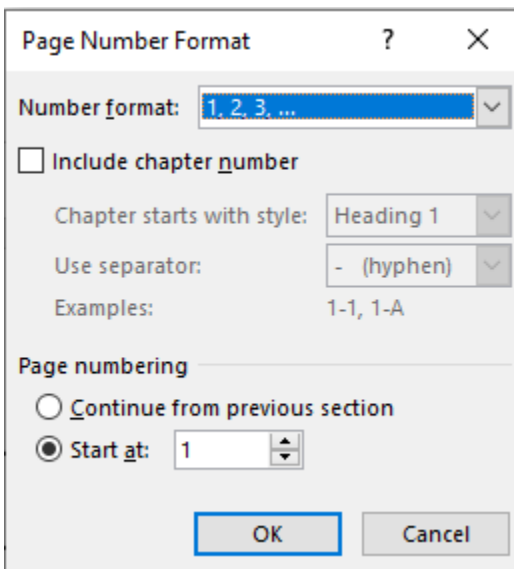 Page Number Format ? ×
Number format: 1, 2, 3, ...
Include chapter number
Chapter starts with style: Heading 1
Use separator: - (hyphen)
Examples: 1-1, 1-A
Page numbering
Continue from previous section
Start at: 1
OK Cancel